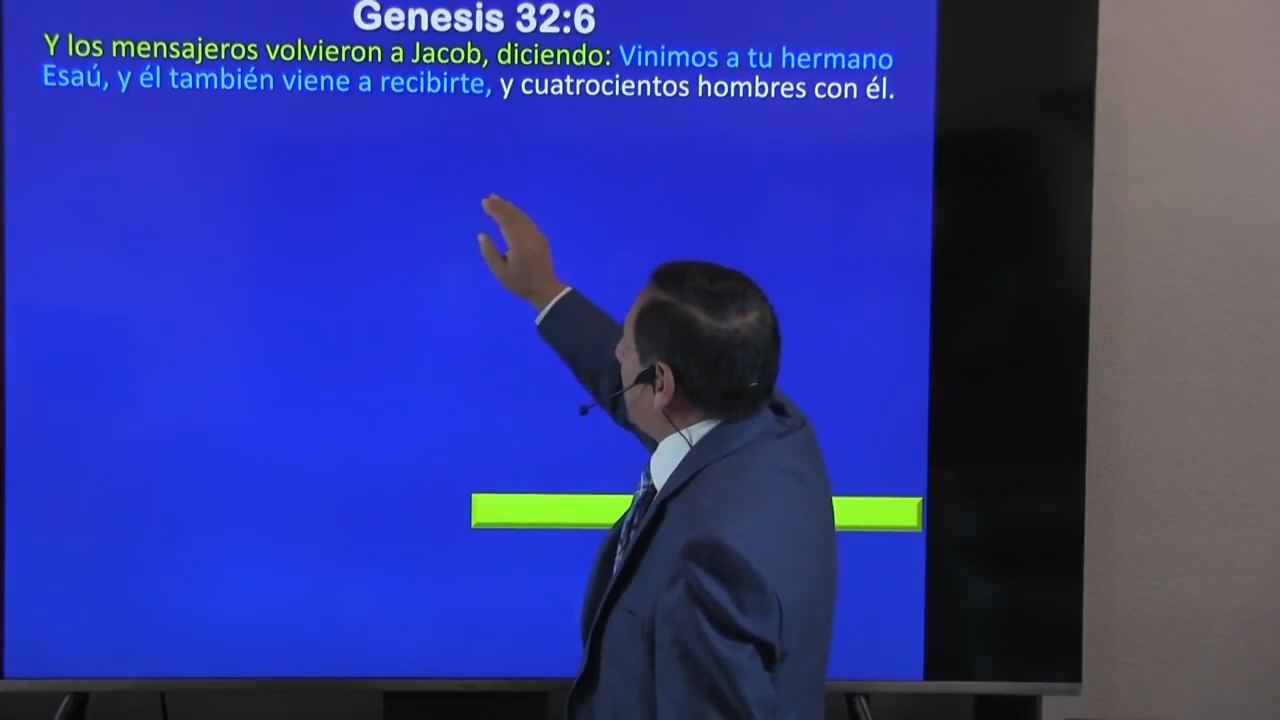 Genesis 32:6
Y los mensajeros volvieron a Jacob, diciendo: Vinimos a tu hermano
Esaú, y él también viene a recibirte, y cuatrocientos hombres con él.